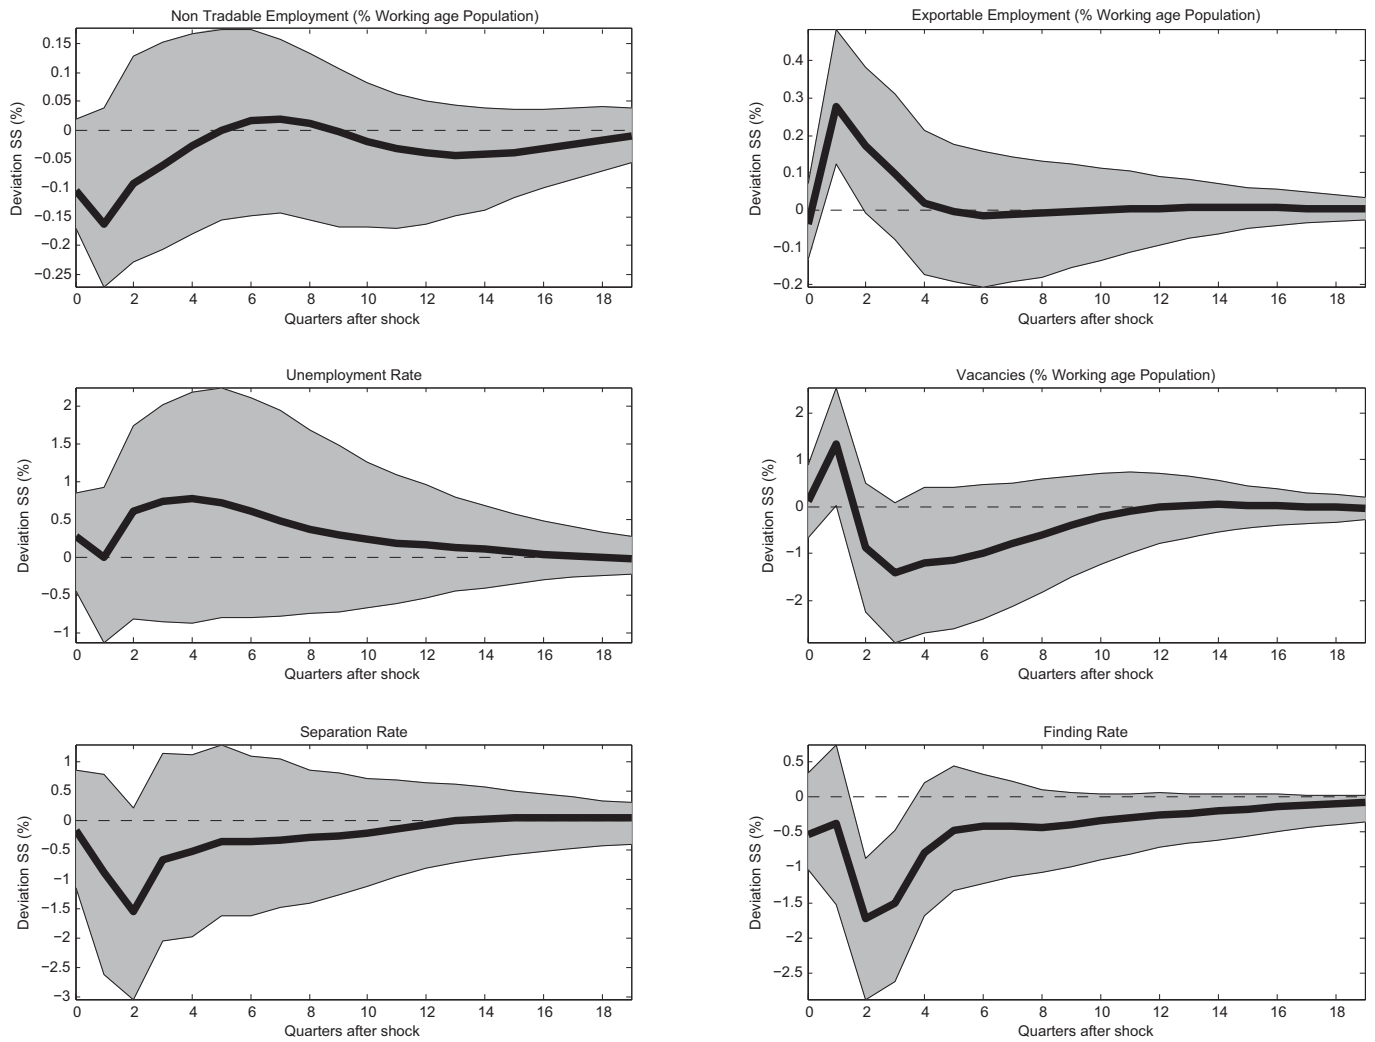 Non Tradable Employment (% Working age Population)
0.15
0.1
0.05
0
−0.05
−0.1
−0.15
−0.2
−0.25
Deviation SS (%)
0 2 4 6 8 10 12 14 16 18
Quarters after shock
Exportable Employment (% Working age Population)
0.4
0.3
0.2
0.1
0
−0.1
−0.2
Deviation SS (%)
0 2 4 6 8 10 12 14 16 18
Quarters after shock
Unemployment Rate
2
1.5
1
0.5
0
−0.5
−1
Deviation SS (%)
0 2 4 6 8 10 12 14 16 18
Quarters after shock
Vacancies (% Working age Population)
2
1
0
−1
−2
Deviation SS (%)
0 2 4 6 8 10 12 14 16 18
Quarters after shock
Separation Rate
1
0.5
0
−0.5
−1
−1.5
−2
−2.5
−3
Deviation SS (%)
0 2 4 6 8 10 12 14 16 18
Quarters after shock
Finding Rate
0.5
0
−0.5
−1
−1.5
−2
−2.5
Deviation SS (%)
0 2 4 6 8 10 12 14 16 18
Quarters after shock